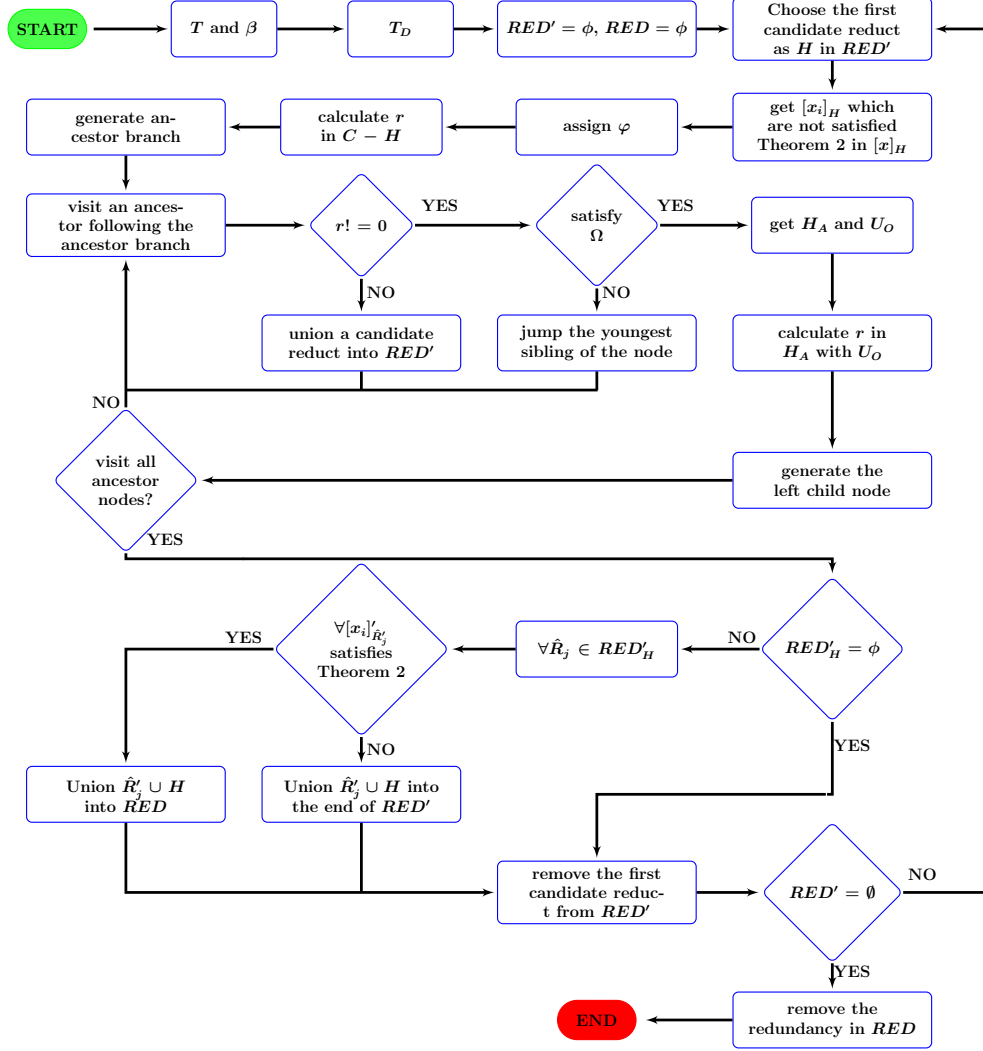 START
T and β
T_D
RED′ = ϕ, RED = ϕ
Choose the first
candidate reduct
as H in RED′
generate an-
cestor branch
calculate r
in C − H
assign φ
get [x_i]_H which
are not satisfied
Theorem 2 in [x]_H
visit an ances-
tor following the
ancestor branch
r! = 0
YES
satisfy
Ω
YES
get H_A and U_O
NO
NO
union a candidate
reduct into RED′
jump the youngest
sibling of the node
calculate r in
H_A with U_O
NO
visit all
ancestor
nodes?
generate the
left child node
YES
∀[x_i]′_{R̂′_j}
satisfies
Theorem 2
YES
∀R̂_j ∈ RED′_H
NO
RED′_H = ϕ
NO
YES
Union R̂′_j ∪ H
into RED
Union R̂′_j ∪ H into
the end of RED′
remove the first
candidate reduc-
t from RED′
RED′ = ∅
NO
YES
END
remove the
redundancy in RED